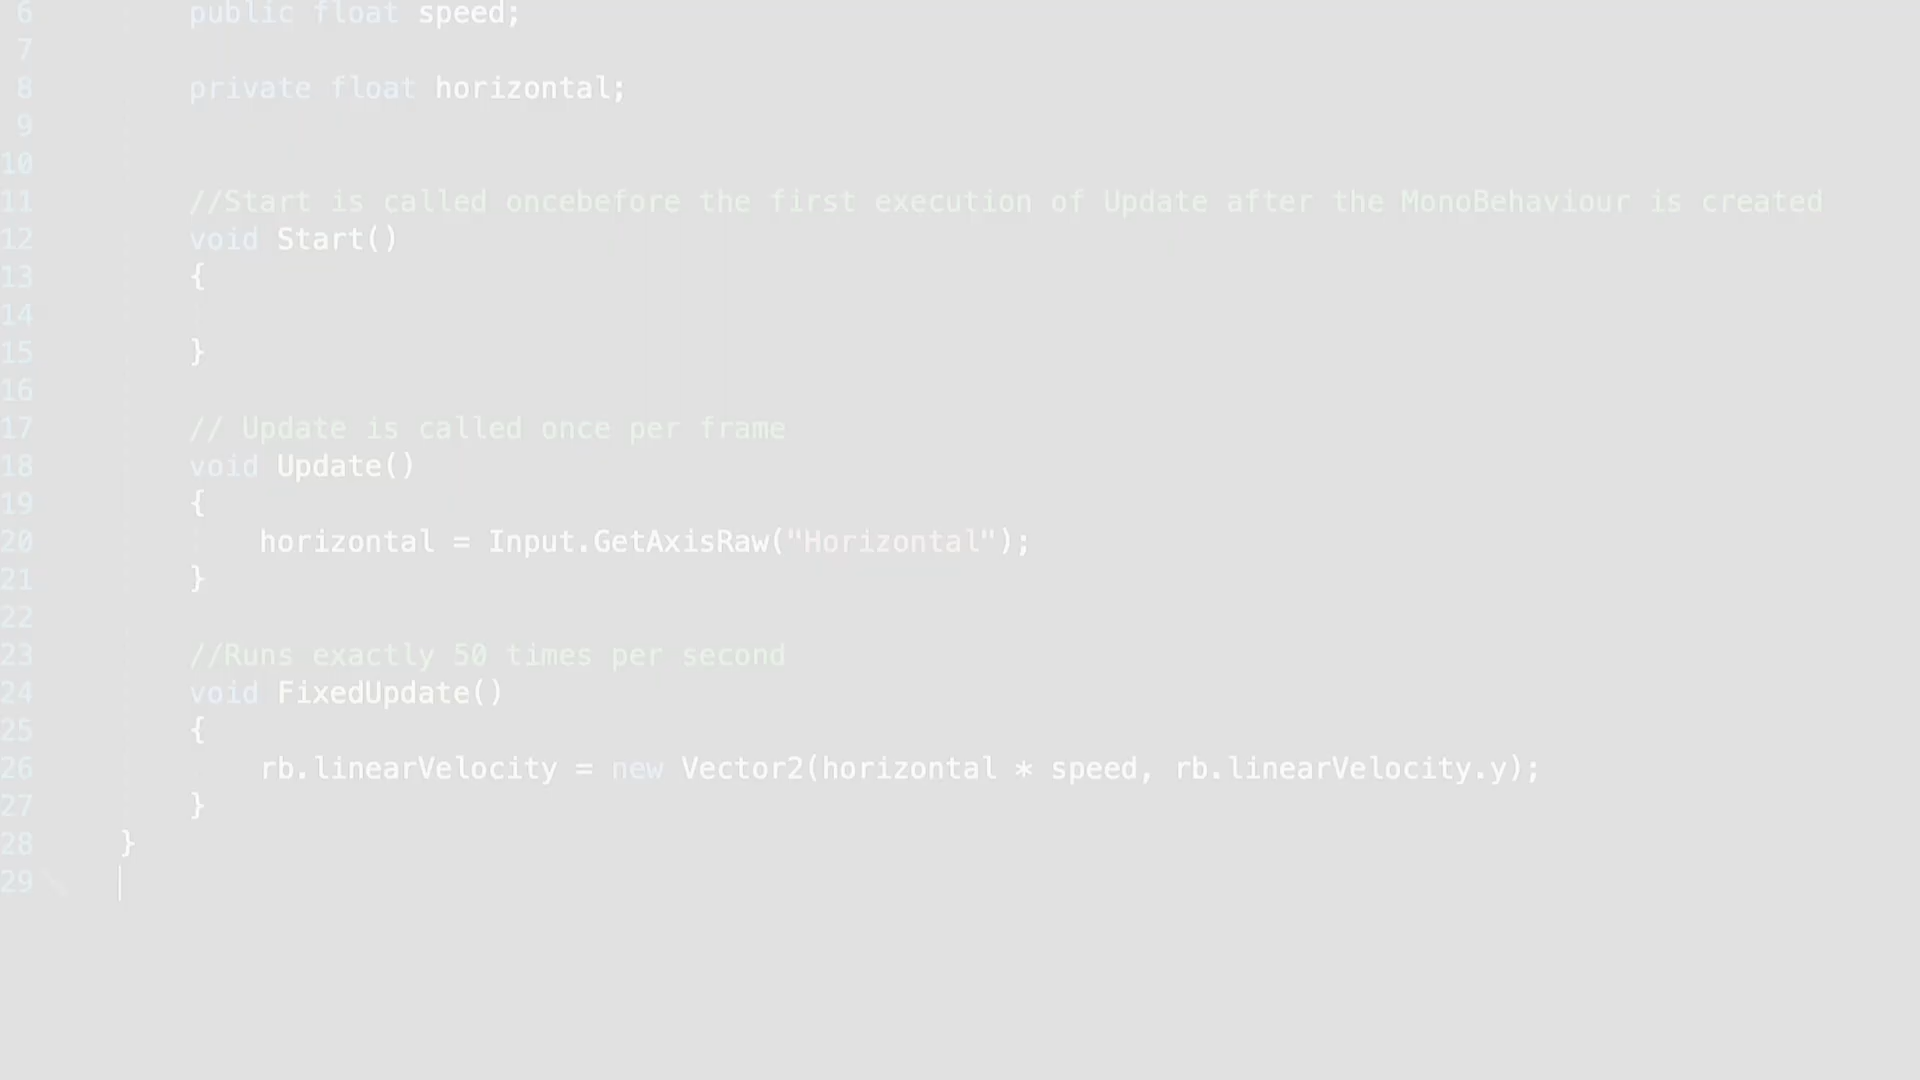 6 public float speed;
7
8 private float horizontal;
9
10
11 //Start is called oncebefore the first execution of Update after the MonoBehaviour is created
12 void Start()
13 {
14
15 }
16
17 // Update is called once per frame
18 void Update()
19 {
20 horizontal = Input.GetAxisRaw("Horizontal");
21 }
22
23 //Runs exactly 50 times per second
24 void FixedUpdate()
25 {
26 rb.linearVelocity = new Vector2(horizontal * speed, rb.linearVelocity.y);
27 }
28 }
29